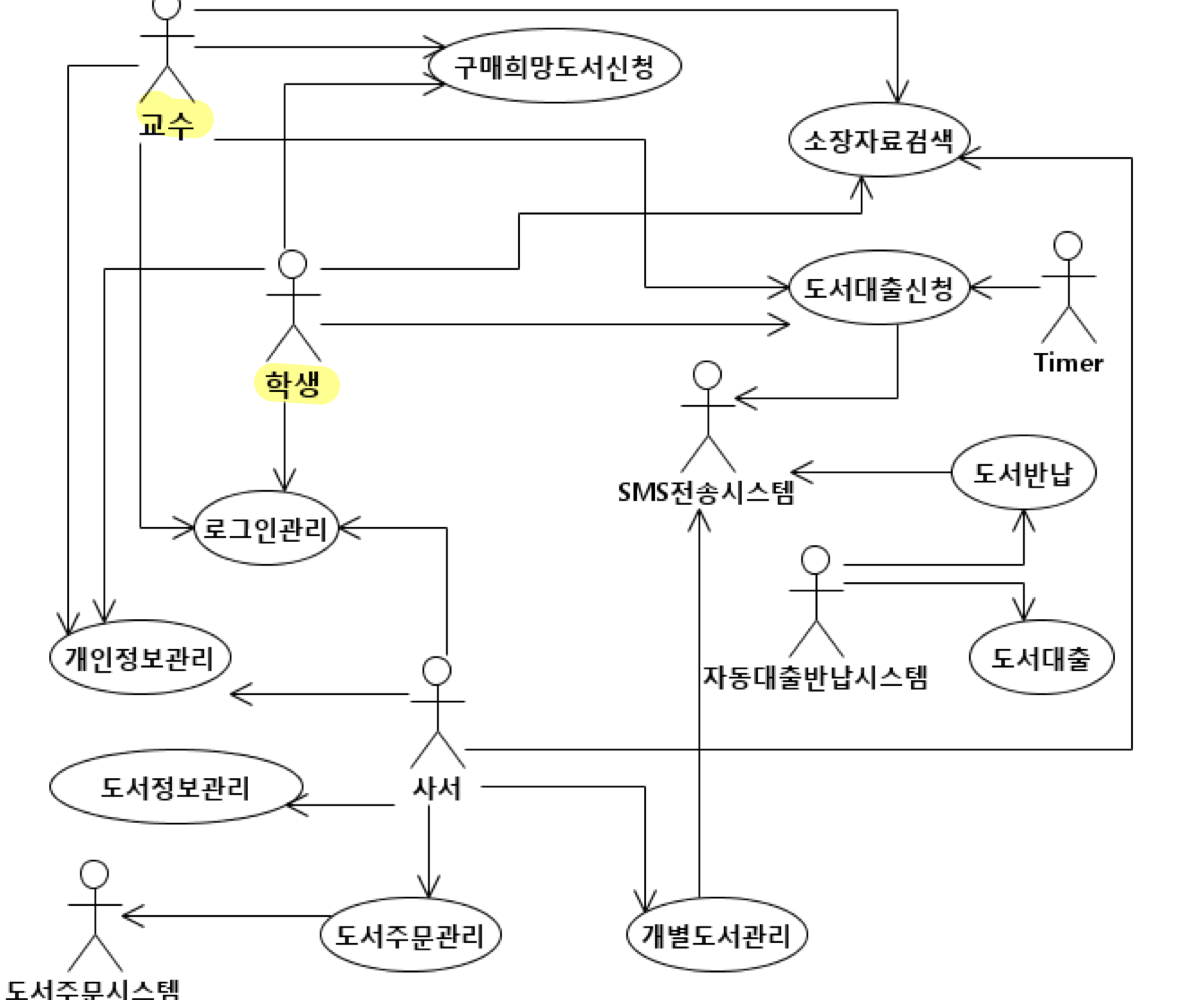 구매희망도서신청
교수
소장자료검색
도서대출신청
Timer
학생
SMS전송시스템
도서반납
로그인관리
개인정보관리
자동대출반납시스템
도서대출
도서정보관리
사서
도서주문관리
개별도서관리
도서주문시스템